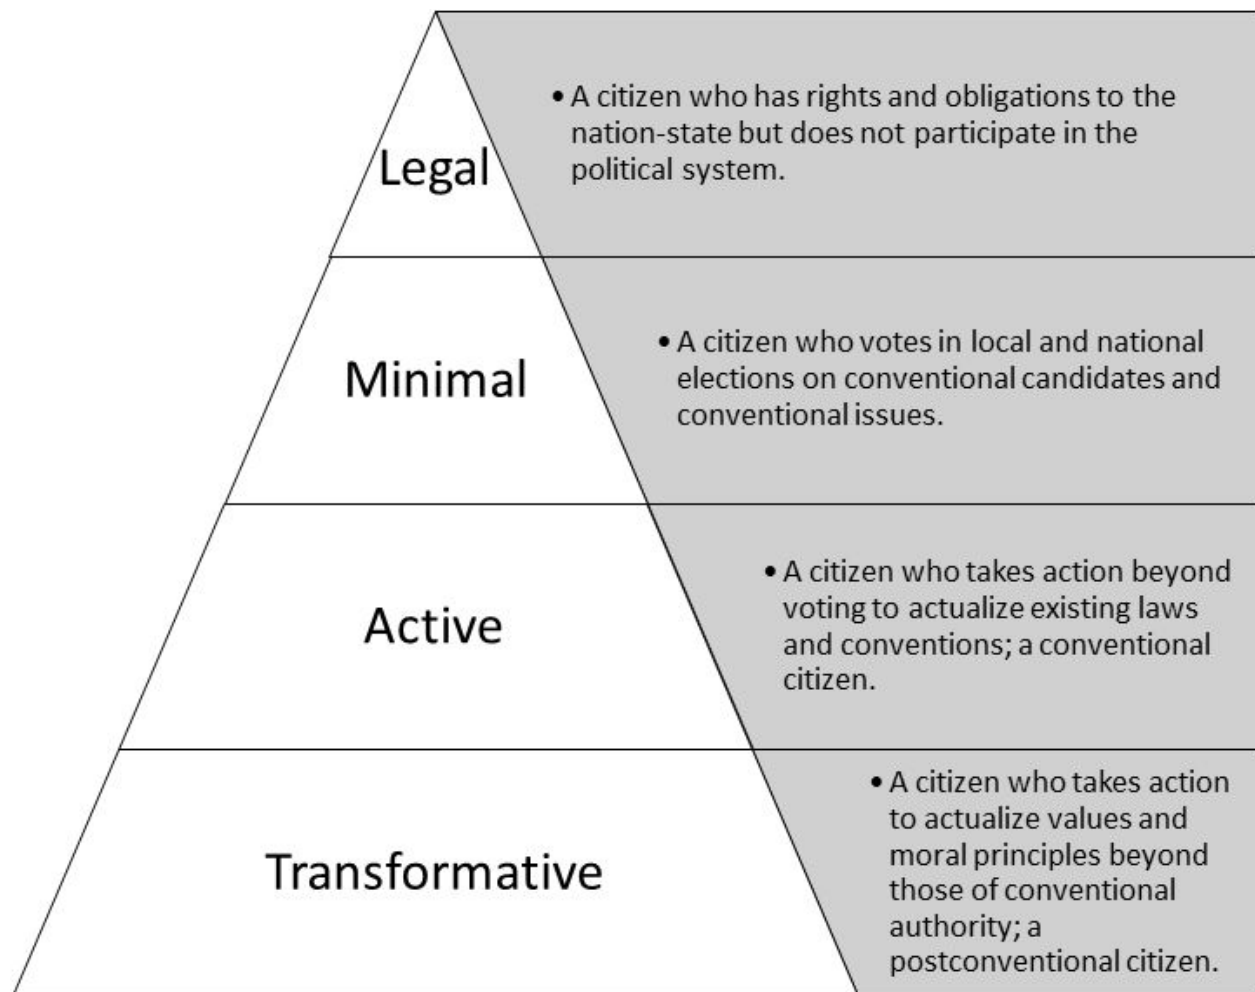 Legal
• A citizen who has rights and obligations to the
nation-state but does not participate in the
political system.
Minimal
• A citizen who votes in local and national
elections on conventional candidates and
conventional issues.
Active
• A citizen who takes action beyond
voting to actualize existing laws
and conventions; a conventional
citizen.
Transformative
• A citizen who takes action
to actualize values and
moral principles beyond
those of conventional
authority; a
postconventional citizen.